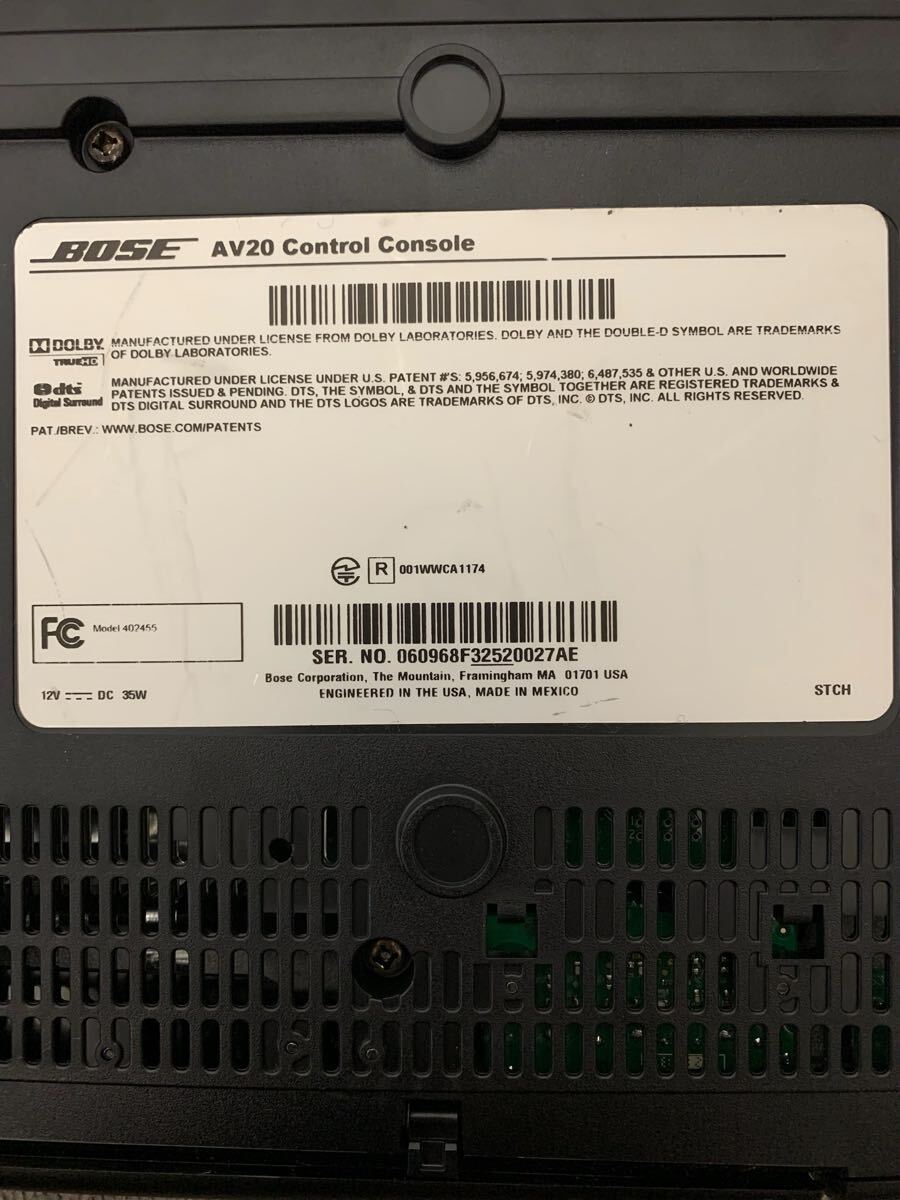 BOSE AV20 Control Console
DOLBY TRUEHD
MANUFACTURED UNDER LICENSE FROM DOLBY LABORATORIES. DOLBY AND THE DOUBLE-D SYMBOL ARE TRADEMARKS
OF DOLBY LABORATORIES.
dts Digital Surround
MANUFACTURED UNDER LICENSE UNDER U.S. PATENT #'S: 5,956,674; 5,974,380; 6,487,535 & OTHER U.S. AND WORLDWIDE
PATENTS ISSUED & PENDING. DTS, THE SYMBOL, & DTS AND THE SYMBOL TOGETHER ARE REGISTERED TRADEMARKS &
DTS DIGITAL SURROUND AND THE DTS LOGOS ARE TRADEMARKS OF DTS, INC. © DTS, INC. ALL RIGHTS RESERVED.
PAT./BREV.: WWW.BOSE.COM/PATENTS
R 001WWCA1174
FC Model 402455
SER. NO. 060968F32520027AE
Bose Corporation, The Mountain, Framingham MA 01701 USA
ENGINEERED IN THE USA, MADE IN MEXICO
12V DC 35W
STCH